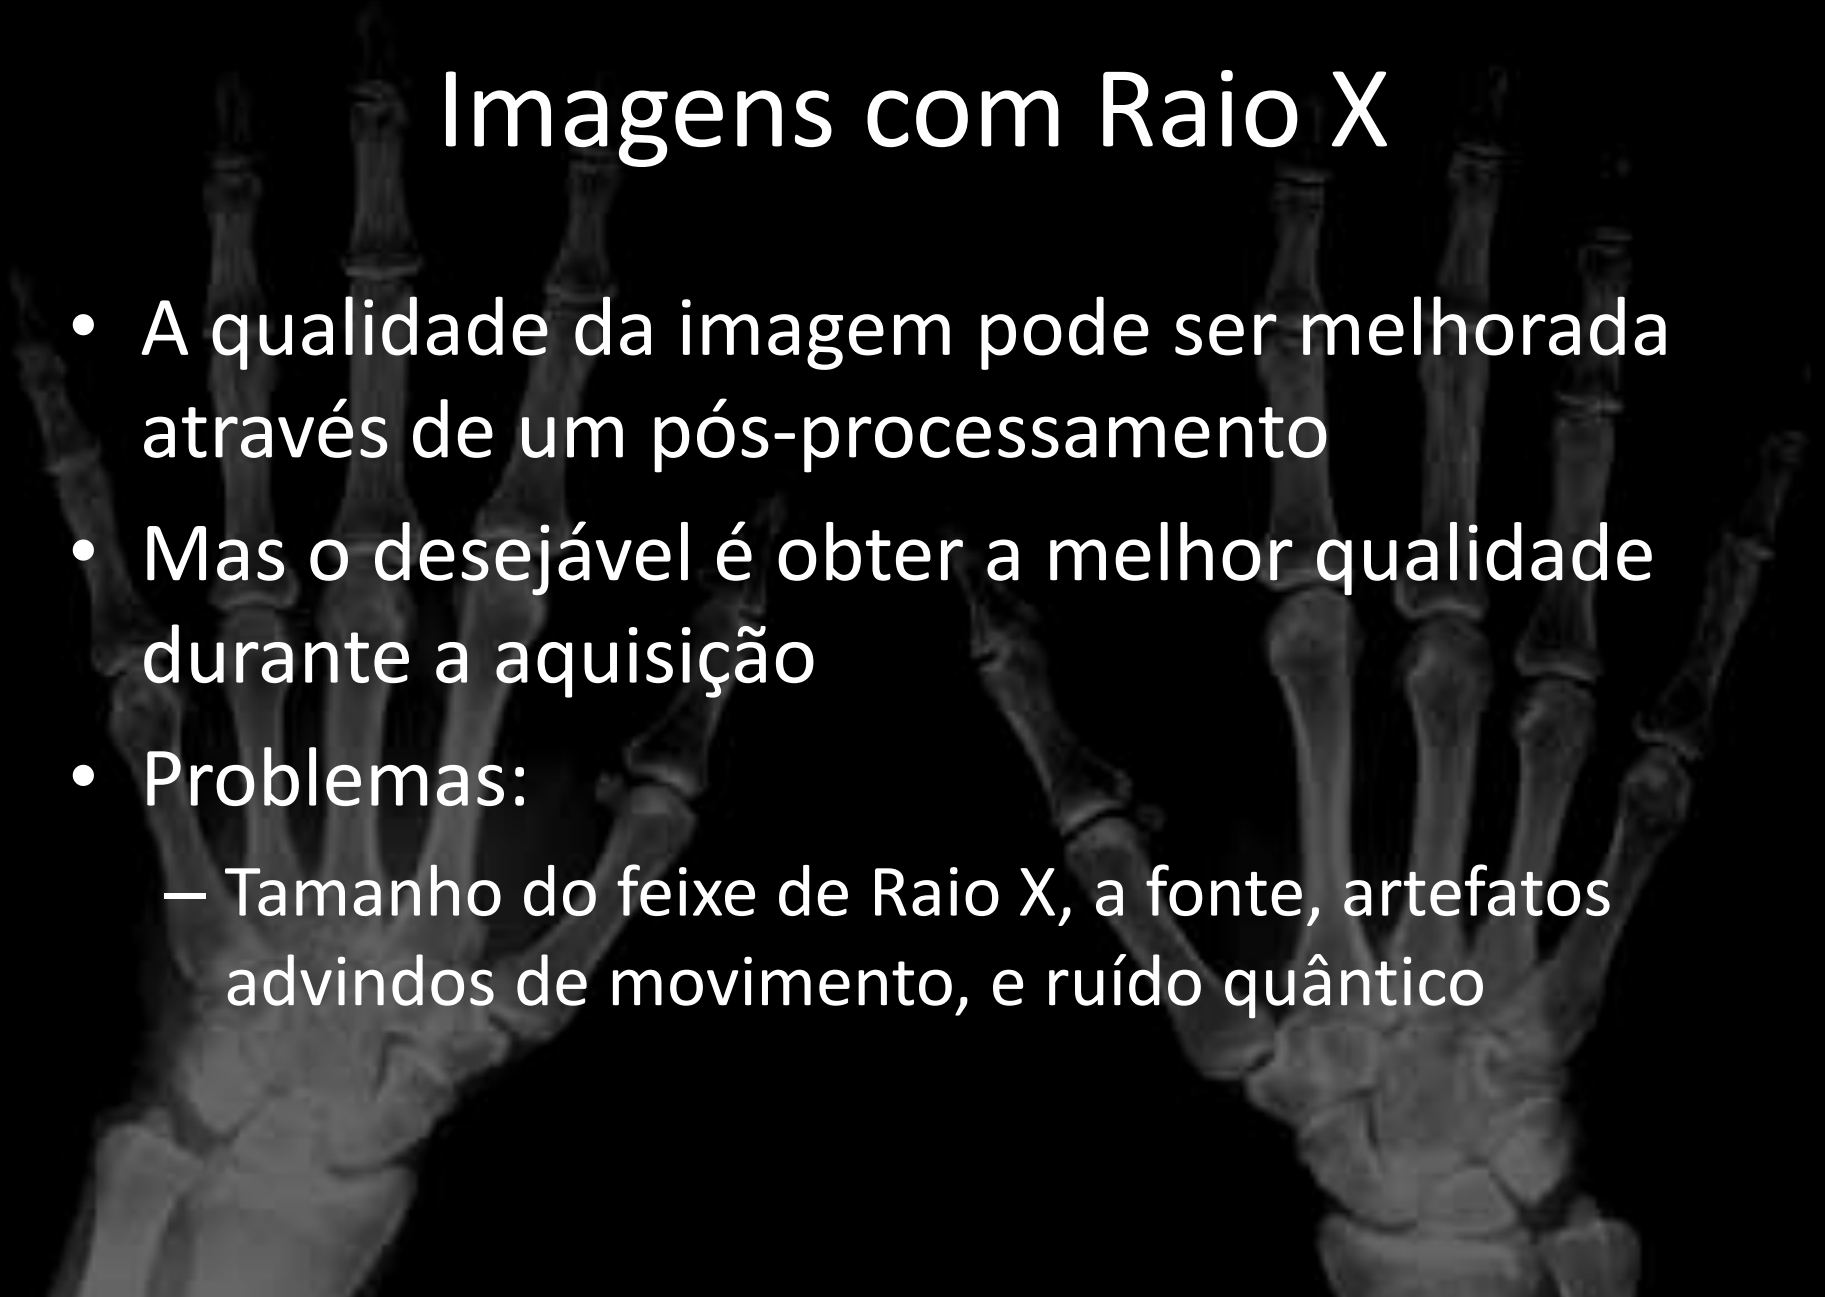 Imagens com Raio X
• A qualidade da imagem pode ser melhorada
através de um pós-processamento
• Mas o desejável é obter a melhor qualidade
durante a aquisição
• Problemas:
– Tamanho do feixe de Raio X, a fonte, artefatos
advindos de movimento, e ruído quântico